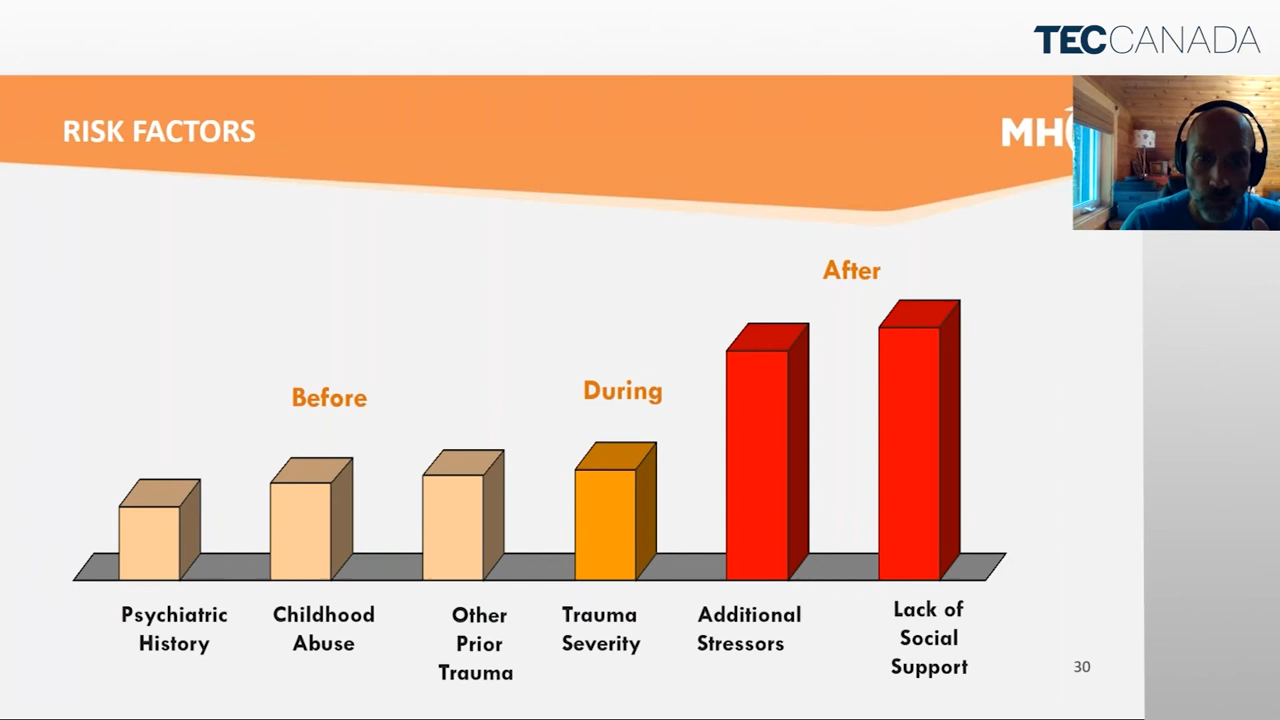 TECCANADA
RISK FACTORS
After
Before
During
Psychiatric
History
Childhood
Abuse
Other
Prior
Trauma
Trauma
Severity
Additional
Stressors
Lack of
Social
Support
30